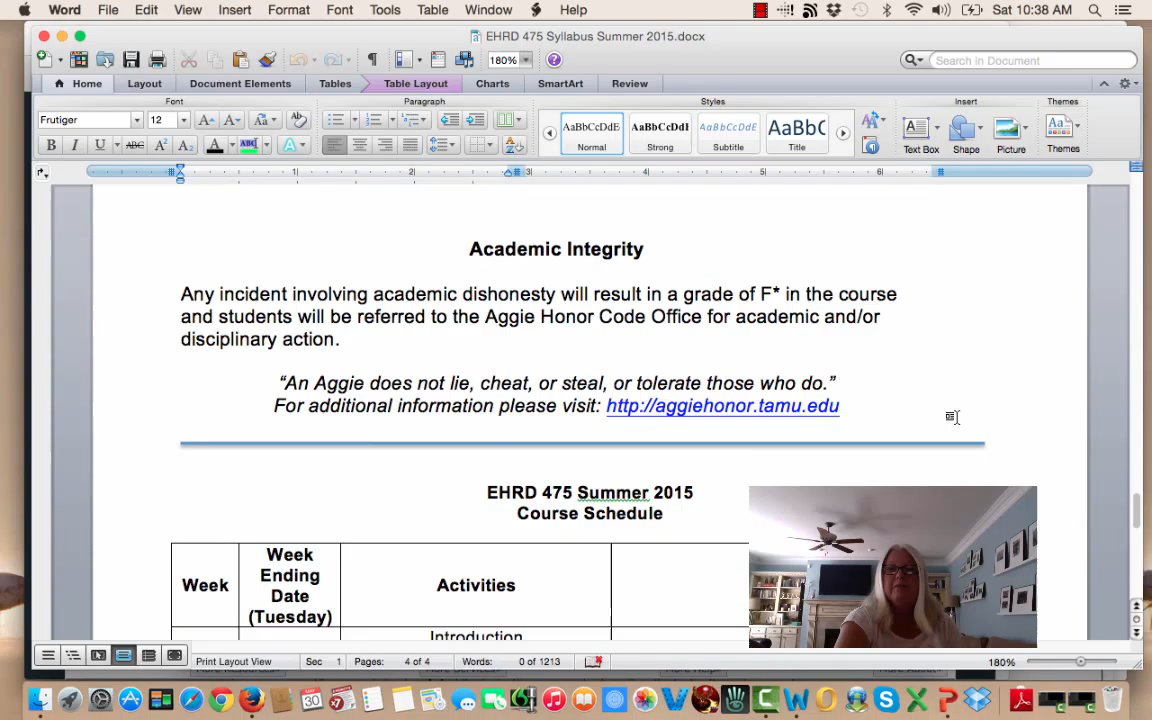 Word File Edit View Insert Format Font Tools Table Window Help Sat 10:38 AM
EHRD 475 Syllabus Summer 2015.docx
180% Search in Document
Home Layout Document Elements Tables Table Layout Charts SmartArt Review
Font Paragraph Styles Insert Themes
Frutiger 12 AaBbCcDdE AaBbCcDdI AaBbCcDdE AaBbC
Normal Strong Subtitle Title Text Box Shape Picture Themes
1 2 3 4 5 6
Academic Integrity
Any incident involving academic dishonesty will result in a grade of F* in the course
and students will be referred to the Aggie Honor Code Office for academic and/or
disciplinary action.
“An Aggie does not lie, cheat, or steal, or tolerate those who do.”
For additional information please visit: http://aggiehonor.tamu.edu
EHRD 475 Summer 2015
Course Schedule
Week
Week
Ending
Date
(Tuesday)
Activities
Introduction
Print Layout View Sec 1 Pages: 4 of 4 Words: 0 of 1213 180%